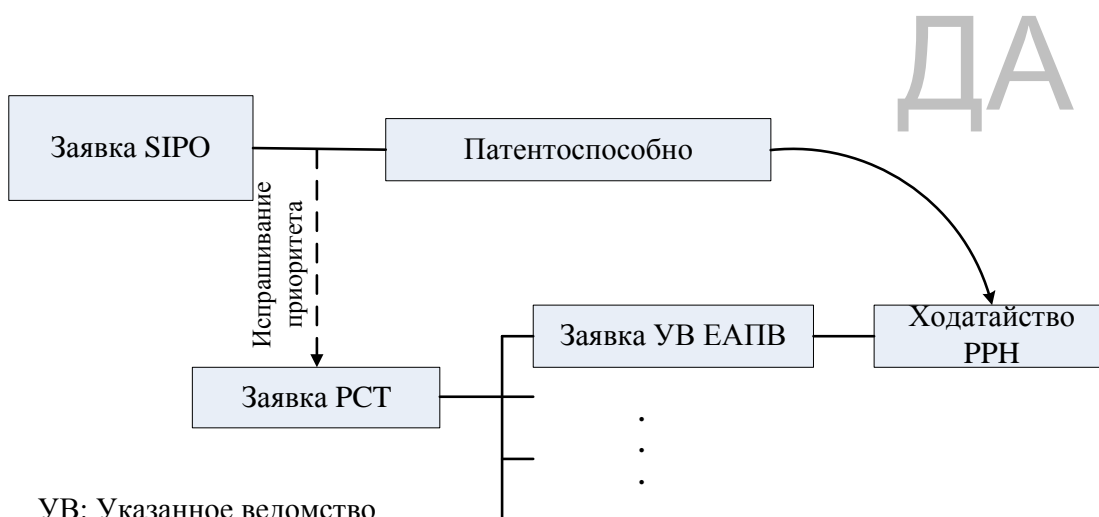 ДА
Заявка SIPO
Патентоспособно
Испрашивание
приоритета
Заявка УВ ЕАПВ
Ходатайство
PPH
Заявка PCT
УВ: Указанное ведомство